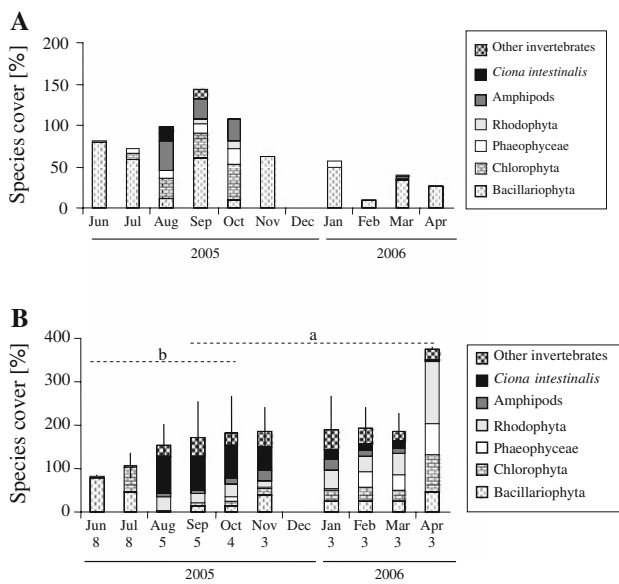 A
Species cover [%]
200
150
100
50
0
Jun Jul Aug Sep Oct Nov Dec Jan Feb Mar Apr
2005 2006
Other invertebrates
Ciona intestinalis
Amphipods
Rhodophyta
Phaeophyceae
Chlorophyta
Bacillariophyta
B
Species cover [%]
400
300
200
100
0
b
a
Jun Jul Aug Sep Oct Nov Dec Jan Feb Mar Apr
8 8 5 5 4 3 3 3 3 3
2005 2006
Other invertebrates
Ciona intestinalis
Amphipods
Rhodophyta
Phaeophyceae
Chlorophyta
Bacillariophyta